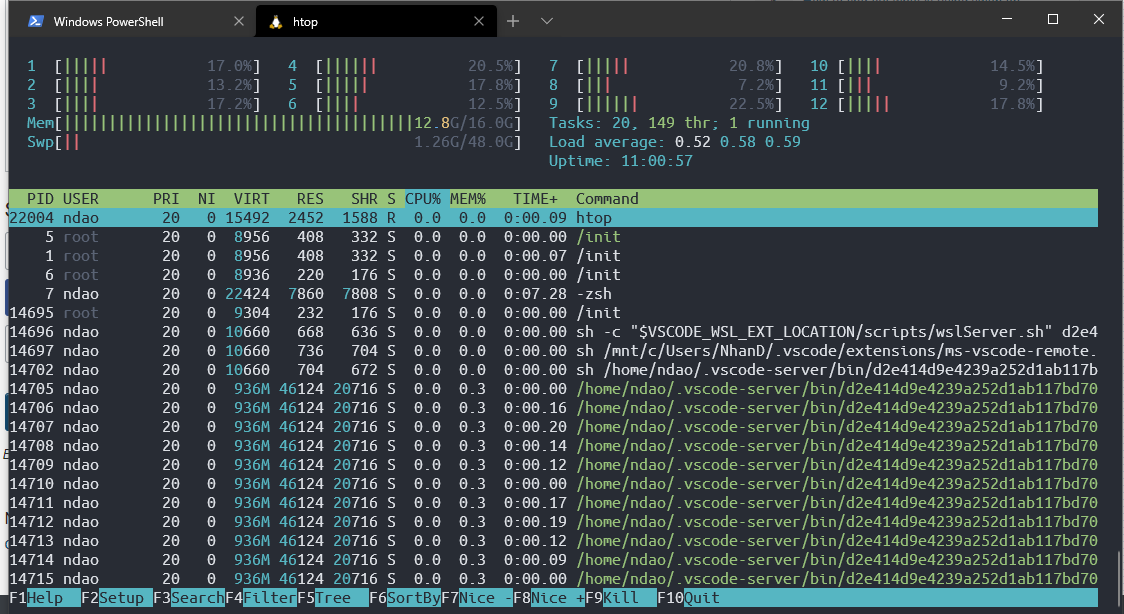 Windows PowerShell htop
1 [||||| 17.0%] 4 [|||||| 20.5%] 7 [||||| 20.8%] 10 [|||| 14.5%]
2 [|||| 13.2%] 5 [||||| 17.8%] 8 [||| 7.2%] 11 [||| 9.2%]
3 [|||| 17.2%] 6 [|||| 12.5%] 9 [|||||| 22.5%] 12 [||||| 17.8%]
Mem[|||||||||||||||||||||||||||||||||||||||12.8G/16.0G] Tasks: 20, 149 thr; 1 running
Swp[|| 1.26G/48.0G] Load average: 0.52 0.58 0.59
Uptime: 11:00:57
PID USER PRI NI VIRT RES SHR S CPU% MEM% TIME+ Command
22004 ndao 20 0 15492 2452 1588 R 0.0 0.0 0:00.09 htop
5 root 20 0 8956 408 332 S 0.0 0.0 0:00.00 /init
1 root 20 0 8956 408 332 S 0.0 0.0 0:00.07 /init
6 root 20 0 8936 220 176 S 0.0 0.0 0:00.00 /init
7 ndao 20 0 22424 7860 7808 S 0.0 0.0 0:07.28 -zsh
14695 root 20 0 9304 232 176 S 0.0 0.0 0:00.00 /init
14696 ndao 20 0 10660 668 636 S 0.0 0.0 0:00.00 sh -c "$VSCODE_WSL_EXT_LOCATION/scripts/wslServer.sh" d2e4
14697 ndao 20 0 10660 736 704 S 0.0 0.0 0:00.00 sh /mnt/c/Users/NhanD/.vscode/extensions/ms-vscode-remote.
14702 ndao 20 0 10660 704 672 S 0.0 0.0 0:00.00 sh /home/ndao/.vscode-server/bin/d2e414d9e4239a252d1ab117b
14705 ndao 20 0 936M 46124 20716 S 0.0 0.3 0:00.00 /home/ndao/.vscode-server/bin/d2e414d9e4239a252d1ab117bd70
14706 ndao 20 0 936M 46124 20716 S 0.0 0.3 0:00.16 /home/ndao/.vscode-server/bin/d2e414d9e4239a252d1ab117bd70
14707 ndao 20 0 936M 46124 20716 S 0.0 0.3 0:00.20 /home/ndao/.vscode-server/bin/d2e414d9e4239a252d1ab117bd70
14708 ndao 20 0 936M 46124 20716 S 0.0 0.3 0:00.14 /home/ndao/.vscode-server/bin/d2e414d9e4239a252d1ab117bd70
14709 ndao 20 0 936M 46124 20716 S 0.0 0.3 0:00.12 /home/ndao/.vscode-server/bin/d2e414d9e4239a252d1ab117bd70
14710 ndao 20 0 936M 46124 20716 S 0.0 0.3 0:00.00 /home/ndao/.vscode-server/bin/d2e414d9e4239a252d1ab117bd70
14711 ndao 20 0 936M 46124 20716 S 0.0 0.3 0:00.17 /home/ndao/.vscode-server/bin/d2e414d9e4239a252d1ab117bd70
14712 ndao 20 0 936M 46124 20716 S 0.0 0.3 0:00.19 /home/ndao/.vscode-server/bin/d2e414d9e4239a252d1ab117bd70
14713 ndao 20 0 936M 46124 20716 S 0.0 0.3 0:00.12 /home/ndao/.vscode-server/bin/d2e414d9e4239a252d1ab117bd70
14714 ndao 20 0 936M 46124 20716 S 0.0 0.3 0:00.09 /home/ndao/.vscode-server/bin/d2e414d9e4239a252d1ab117bd70
14715 ndao 20 0 936M 46124 20716 S 0.0 0.3 0:00.00 /home/ndao/.vscode-server/bin/d2e414d9e4239a252d1ab117bd70
F1Help F2Setup F3SearchF4FilterF5Tree F6SortByF7Nice -F8Nice +F9Kill F10Quit